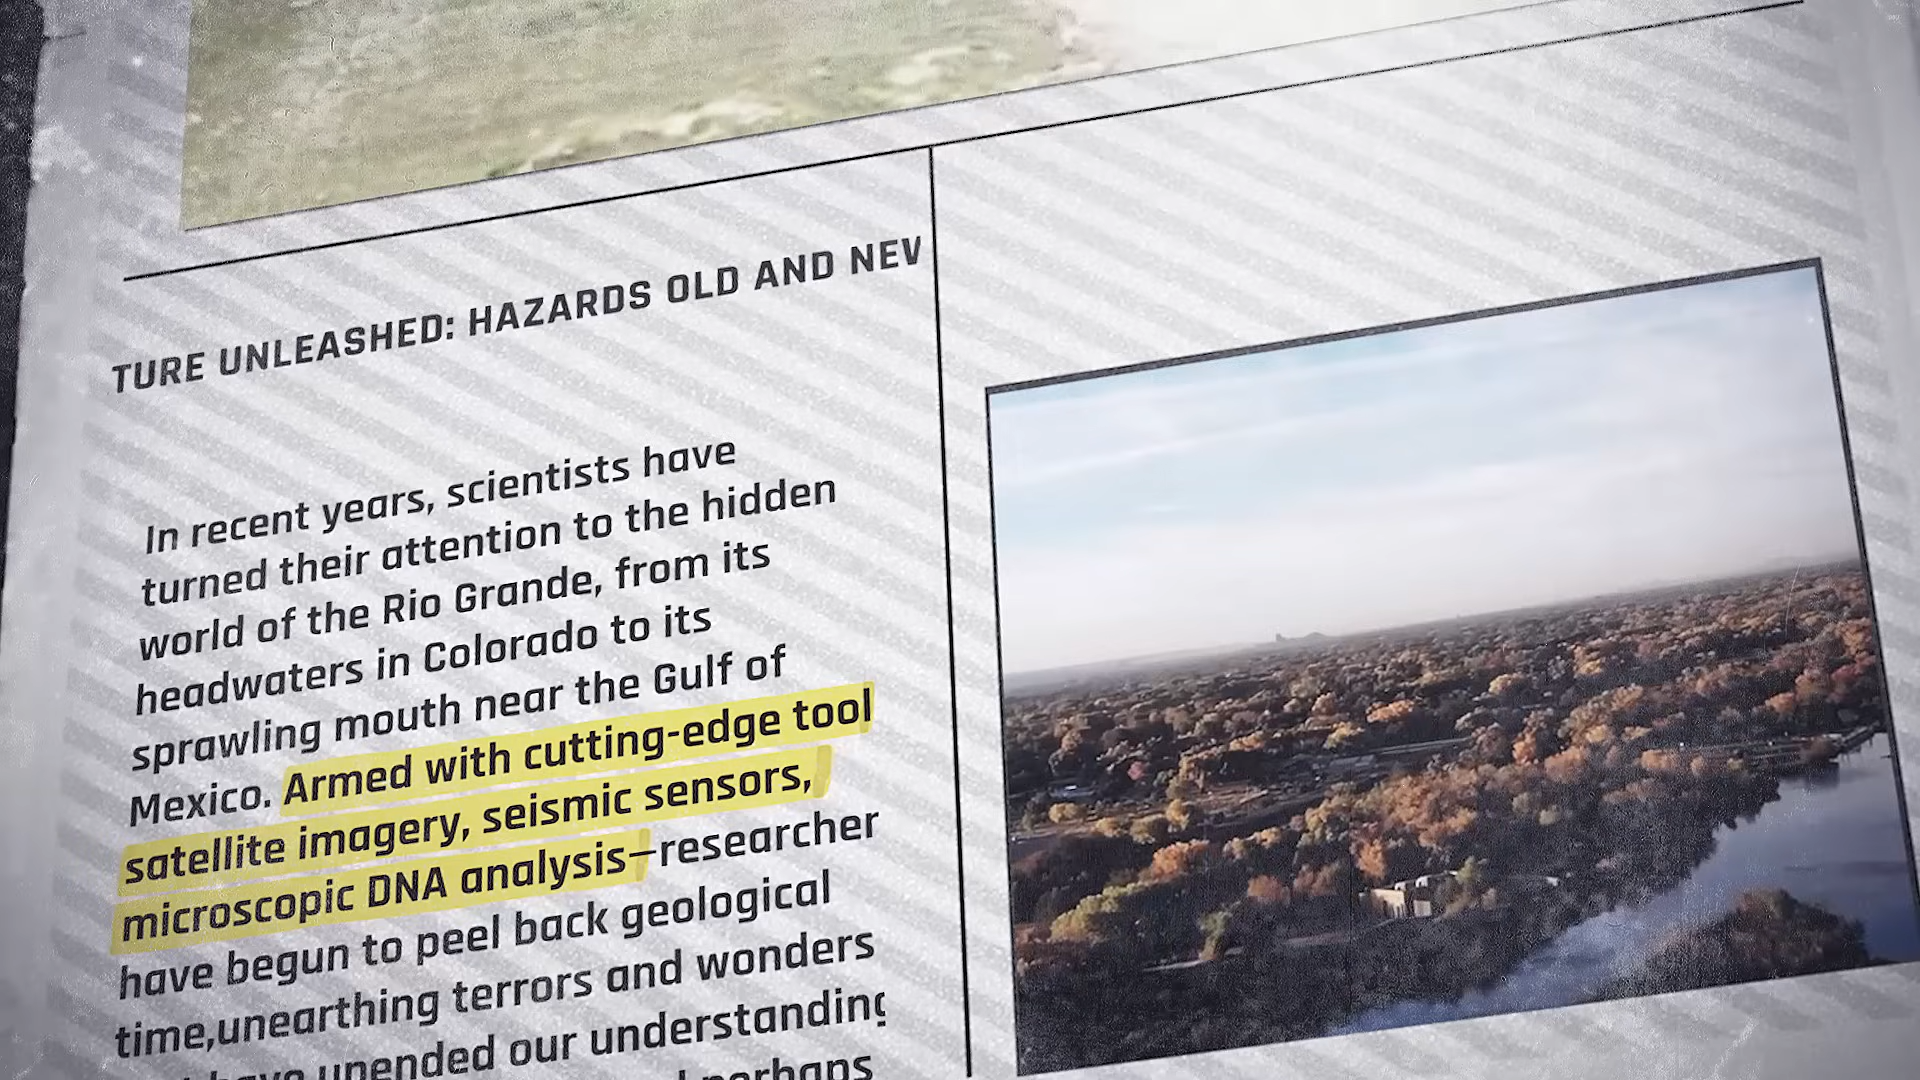 TURE UNLEASHED: HAZARDS OLD AND NEV
In recent years, scientists have
turned their attention to the hidden
world of the Rio Grande, from its
headwaters in Colorado to its
sprawling mouth near the Gulf of
Mexico. Armed with cutting-edge tool
satellite imagery, seismic sensors,
microscopic DNA analysis—researcher
have begun to peel back geological
time,unearthing terrors and wonders
have upended our understanding
perhaps